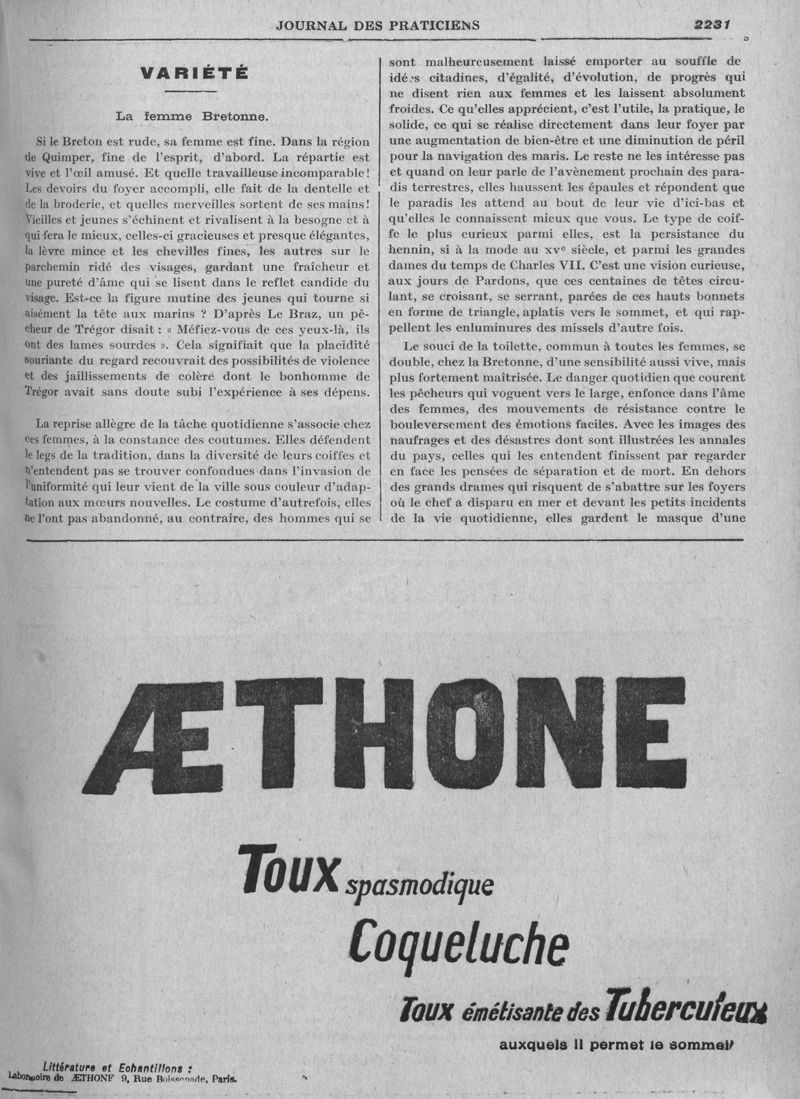 JOURNAL DES PRATICIENS 2231
VARIÉTÉ
La femme Bretonne.
Si le Breton est rude, sa femme est fine. Dans la région
de Quimper, fine de l'esprit, d'abord. La répartie est
vive et l'œil amusé. Et quelle travailleuse incomparable!
Les devoirs du foyer accompli, elle fait de la dentelle et
de la broderie, et quelles merveilles sortent de ses mains!
Vieilles et jeunes s'échinent et rivalisent à la besogne et à
qui fera le mieux, celles-ci gracieuses et presque élégantes,
la lèvre mince et les chevilles fines, les autres sur le
parchemin ridé des visages, gardant une fraîcheur et
une pureté d'âme qui se lisent dans le reflet candide du
visage. Est-ce la figure mutine des jeunes qui tourne si
aisément la tête aux marins ? D'après Le Braz, un pê-
cheur de Trégor disait : « Méfiez-vous de ces yeux-là, ils
ont des lames sourdes ». Cela signifiait que la placidité
souriante du regard recouvrait des possibilités de violence
et des jaillissements de colère dont le bonhomme de
Trégor avait sans doute subi l'expérience à ses dépens.
La reprise allègre de la tâche quotidienne s'associe chez
ces femmes, à la constance des coutumes. Elles défendent
le legs de la tradition, dans la diversité de leurs coiffes et
n'entendent pas se trouver confondues dans l'invasion de
l'uniformité qui leur vient de la ville sous couleur d'adap-
tation aux mœurs nouvelles. Le costume d'autrefois, elles
ne l'ont pas abandonné, au contraire, des hommes qui se
sont malheureusement laissé emporter au souffle de
idées citadines, d'égalité, d'évolution, de progrès qui
ne disent rien aux femmes et les laissent absolument
froides. Ce qu'elles apprécient, c'est l'utile, la pratique, le
solide, ce qui se réalise directement dans leur foyer par
une augmentation de bien-être et une diminution de péril
pour la navigation des maris. Le reste ne les intéresse pas
et quand on leur parle de l'avènement prochain des para-
dis terrestres, elles haussent les épaules et répondent que
le paradis les attend au bout de leur vie d'ici-bas et
qu'elles le connaissent mieux que vous. Le type de coif-
fe le plus curieux parmi elles, est la persistance du
hennin, si à la mode au XVe siècle, et parmi les grandes
dames du temps de Charles VII. C'est une vision curieuse,
aux jours de Pardons, que ces centaines de têtes circu-
lant, se croisant, se serrant, parées de ces hauts bonnets
en forme de triangle, aplatis vers le sommet, et qui rap-
pellent les enluminures des missels d'autre fois.
Le souci de la toilette, commun à toutes les femmes, se
double, chez la Bretonne, d'une sensibilité aussi vive, mais
plus fortement maîtrisée. Le danger quotidien que courent
les pêcheurs qui voguent vers le large, enfonce dans l'âme
des femmes, des mouvements de résistance contre le
bouleversement des émotions faciles. Avec les images des
naufrages et des désastres dont sont illustrées les annales
du pays, celles qui les entendent finissent par regarder
en face les pensées de séparation et de mort. En dehors
des grands drames qui risquent de s'abattre sur les foyers
où le chef a disparu en mer et devant les petits incidents
de la vie quotidienne, elles gardent le masque d'une
ÆTHONE
Toux spasmodique
Coqueluche
Toux émétisante des Tuberculeux
auxquels il permet le sommeil
Littérature et Echantillons :
Laboratoire de ÆTHONE 9, Rue Boissonade, Paris.